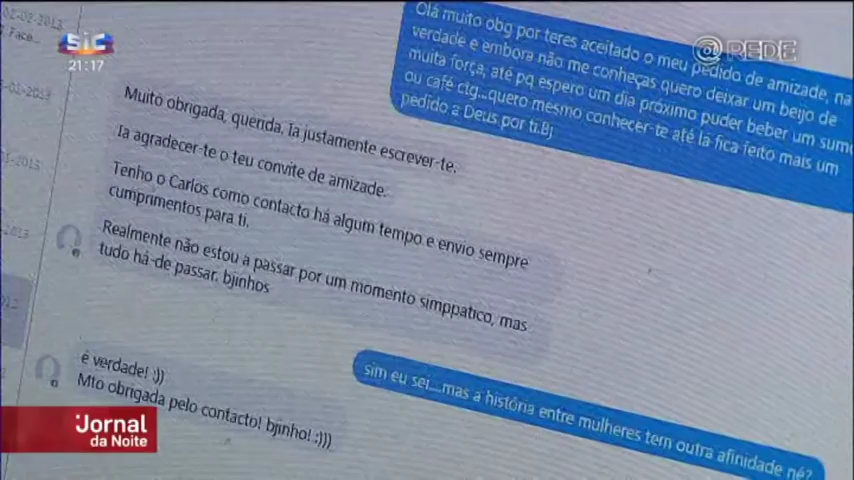 02-02-2013
Face...
SIC
21:17
@REDE
Olá muito obg por teres aceitado o meu pedido de amizade, na
verdade e embora não me conheças quero deixar um beijo de
muita força, até pq espero um dia próximo puder beber um sumo
ou café ctg...quero mesmo conhecer-te até lá fica feito mais um
pedido a Deus por ti.Bj
Muito obrigada, querida. Ia justamente escrever-te.
Ia agradecer-te o teu convite de amizade.
Tenho o Carlos como contacto há algum tempo e envio sempre
cumprimentos para ti.
Realmente não estou a passar por um momento simppatico, mas
tudo há-de passar. bjinhos
sim eu sei....mas a história entre mulheres tem outra afinidade né?
é verdade! :))
Mto obrigada pelo contacto! bjinho! :)))
Jornal
da Noite